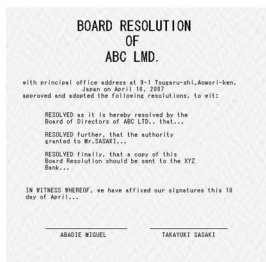 BOARD RESOLUTION
OF
ABC LMD.
with principal office address at 9-1 Tsugaru-shi,Aomori-ken,
Japan on April 10, 2007
approved and adopted the following resolutions, to wit:
RESOLVED as it is hereby resolved by the
Board of Directors of ABC LTD., that...
RESOLVED further, that the authority
granted to Mr.SASAKI...
RESOLVED finally, that a copy of this
Board Resolution should be sent to the XYZ
Bank...
IN WITNESS WHEREOF, we have affived our signatures this 10
day of April...
ABADIE MIGUEL
TAKAYUKI SASAKI